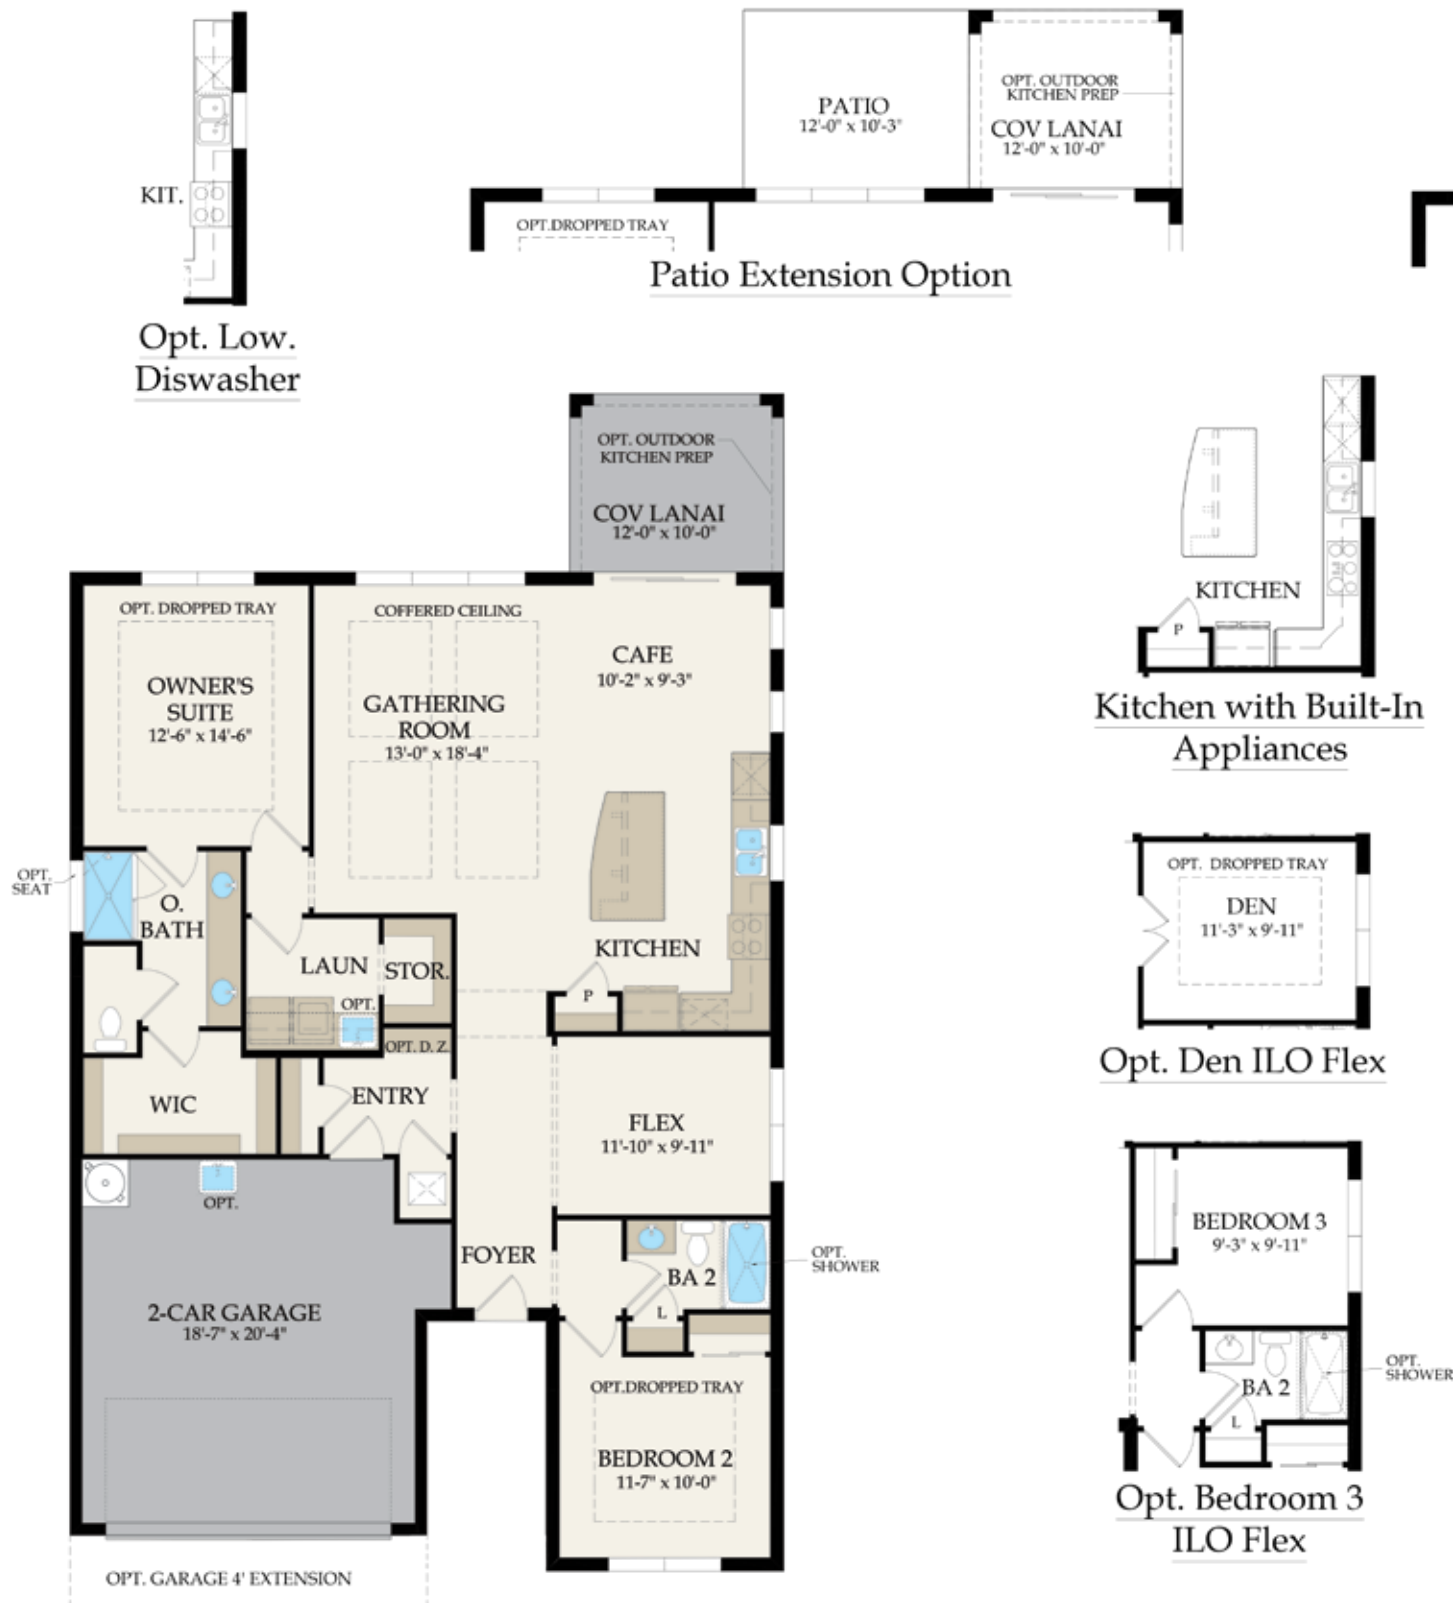 KIT.
Opt. Low.
Diswasher
PATIO
12'-0" x 10'-3"
OPT. OUTDOOR
KITCHEN PREP
COV LANAI
12'-0" x 10'-0"
OPT.DROPPED TRAY
Patio Extension Option
OPT. OUTDOOR
KITCHEN PREP
COV LANAI
12'-0" x 10'-0"
OPT. DROPPED TRAY
OWNER'S
SUITE
12'-6" x 14'-6"
COFFERED CEILING
GATHERING
ROOM
13'-0" x 18'-4"
CAFE
10'-2" x 9'-3"
OPT.
SEAT
O.
BATH
LAUN
STOR.
OPT.
KITCHEN
P
OPT. D. Z.
WIC
ENTRY
FLEX
11'-10" x 9'-11"
OPT.
FOYER
BA 2
L
OPT.
SHOWER
2-CAR GARAGE
18'-7" x 20'-4"
OPT.DROPPED TRAY
BEDROOM 2
11-7" x 10'-0"
OPT. GARAGE 4' EXTENSION
KITCHEN
P
Kitchen with Built-In
Appliances
OPT. DROPPED TRAY
DEN
11'-3" x 9'-11"
Opt. Den ILO Flex
BEDROOM 3
9'-3" x 9'-11"
BA 2
L
OPT.
SHOWER
Opt. Bedroom 3
ILO Flex